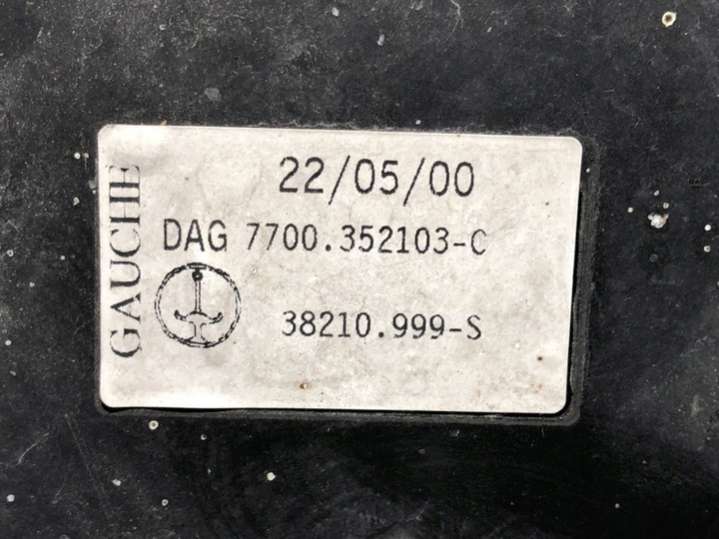 GAUCHE
22/05/00
DAG 7700.352103-C
38210.999-S